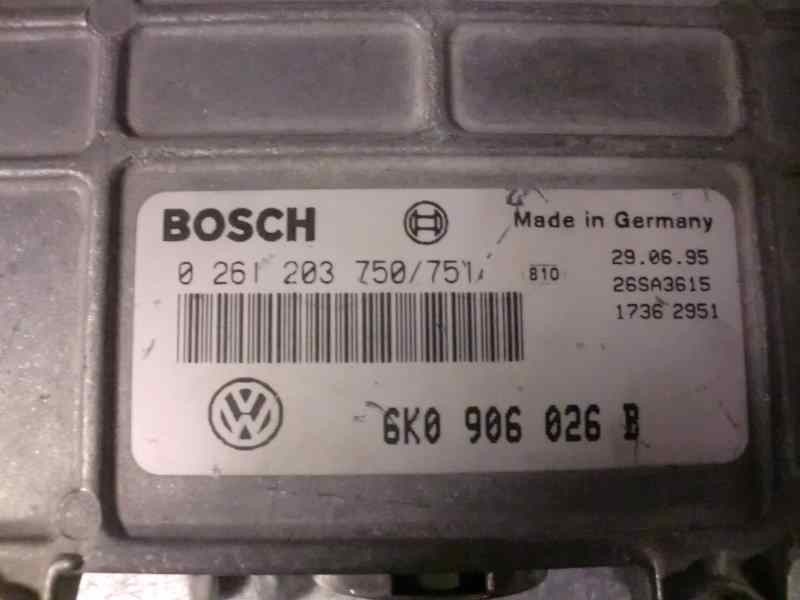 BOSCH
Made in Germany
0 261 203 750/751
810
29.06.95
26SA3615
1736 2951
VW
6K0 906 026 B